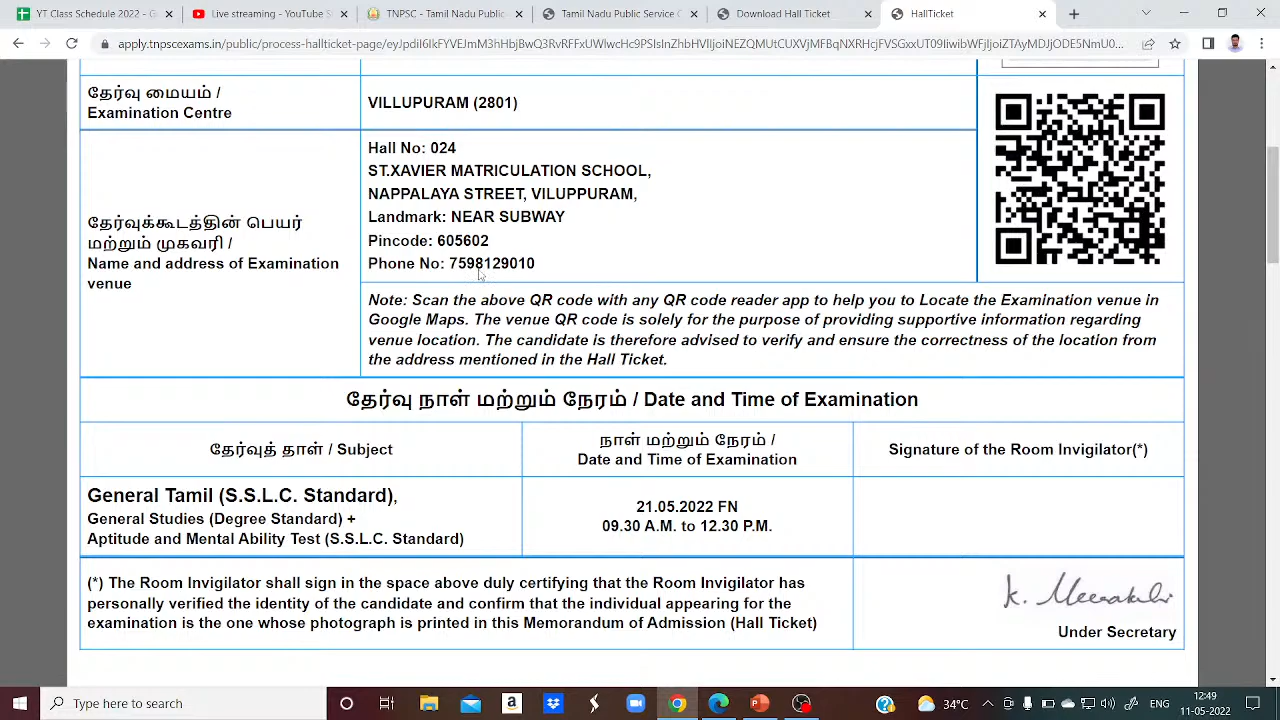 YT Class Schedule 2022 - G
Live streaming - YouTube S
TNPSC - Tamil Nadu Public
Tamil Nadu Public Service C
Download Hall Ticket
HallTicket
தேர்வு மையம் /
Examination Centre
VILLUPURAM (2801)
Hall No: 024
ST.XAVIER MATRICULATION SCHOOL,
NAPPALAYA STREET, VILUPPURAM,
Landmark: NEAR SUBWAY
Pincode: 605602
Phone No: 7598129010
தேர்வுக்கூடத்தின் பெயர்
மற்றும் முகவரி /
Name and address of Examination
venue
Note: Scan the above QR code with any QR code reader app to help you to Locate the Examination venue in
Google Maps. The venue QR code is solely for the purpose of providing supportive information regarding
venue location. The candidate is therefore advised to verify and ensure the correctness of the location from
the address mentioned in the Hall Ticket.
தேர்வு நாள் மற்றும் நேரம் / Date and Time of Examination
தேர்வுத் தாள் / Subject
நாள் மற்றும் நேரம் /
Date and Time of Examination
Signature of the Room Invigilator(*)
General Tamil (S.S.L.C. Standard),
General Studies (Degree Standard) +
Aptitude and Mental Ability Test (S.S.L.C. Standard)
21.05.2022 FN
09.30 A.M. to 12.30 P.M.
(*) The Room Invigilator shall sign in the space above duly certifying that the Room Invigilator has
personally verified the identity of the candidate and confirm that the individual appearing for the
examination is the one whose photograph is printed in this Memorandum of Admission (Hall Ticket)
Under Secretary
Type here to search
34°C
ENG
12:49
11-05-2022